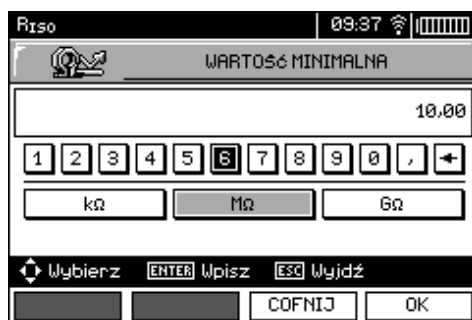 RISO 09:37
WARTOŚĆ MINIMALNA
10,00
1 2 3 4 5 6 7 8 9 0 , ←
kΩ MΩ GΩ
Wybierz ENTER Wpisz ESC Wyjdź
COFNIJ OK